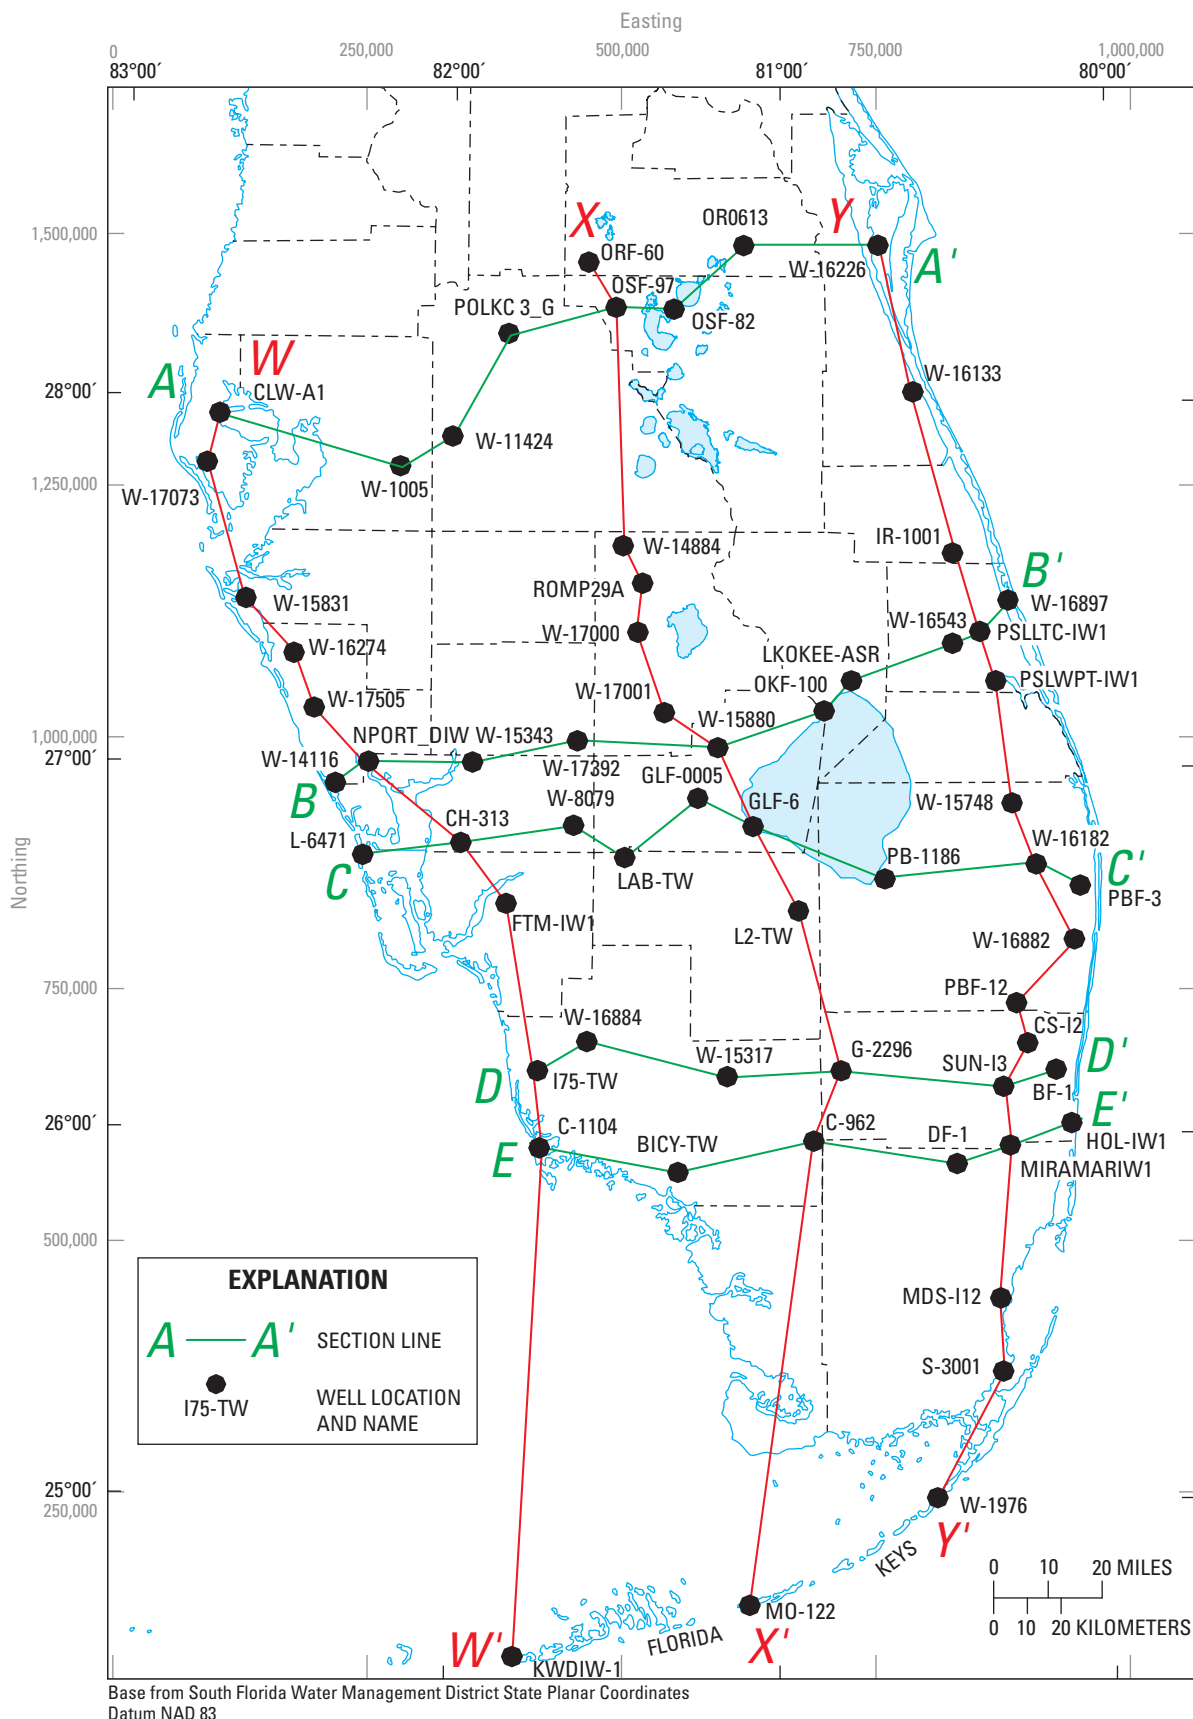 Easting
0
250,000
500,000
750,000
1,000,000
83°00´
82°00´
81°00´
80°00´
X
OR0613
Y
1,500,000
ORF-60
W-16226
A'
OSF-97
POLKC 3_G
OSF-82
W
A
W-16133
28°00´
CLW-A1
W-11424
W-1005
1,250,000
W-17073
IR-1001
W-14884
B'
ROMP29A
W-15831
W-16897
W-16543
W-17000
PSLLTC-IW1
W-16274
LKOKEE-ASR
PSLWPT-IW1
OKF-100
W-17001
W-17505
W-15880
1,000,000
NPORT_DIW
W-15343
27°00´
W-14116
W-17392
GLF-0005
B
W-8079
GLF-6
W-15748
CH-313
L-6471
W-16182
PB-1186
C
LAB-TW
C'
Northing
PBF-3
FTM-IW1
L2-TW
W-16882
750,000
PBF-12
W-16884
CS-I2
W-15317
G-2296
D'
SUN-I3
D
I75-TW
BF-1
E'
26°00´
C-1104
C-962
DF-1
BICY-TW
HOL-IW1
E
MIRAMARIW1
500,000
EXPLANATION
MDS-I12
A
A'
SECTION LINE
S-3001
I75-TW
WELL LOCATION
AND NAME
25°00´
250,000
W-1976
Y'
KEYS
0 10 20 MILES
MO-122
0 10 20 KILOMETERS
FLORIDA
W'
X'
KWDIW-1
Base from South Florida Water Management District State Planar Coordinates
Datum NAD 83